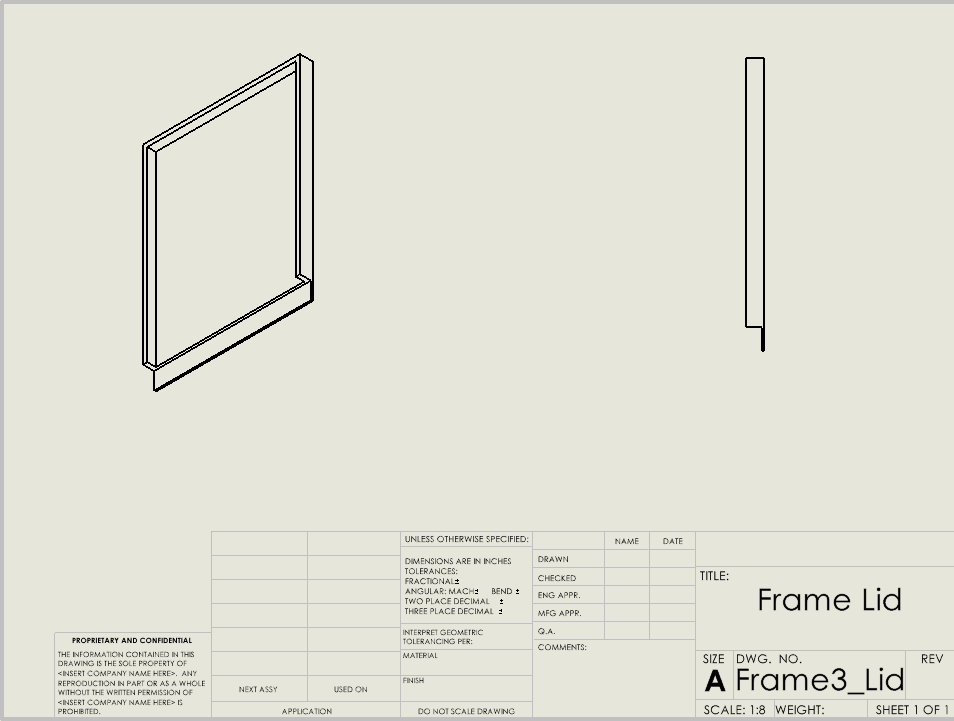 PROPRIETARY AND CONFIDENTIAL
THE INFORMATION CONTAINED IN THIS
DRAWING IS THE SOLE PROPERTY OF
<INSERT COMPANY NAME HERE>. ANY
REPRODUCTION IN PART OR AS A WHOLE
WITHOUT THE WRITTEN PERMISSION OF
<INSERT COMPANY NAME HERE> IS
PROHIBITED.
NEXT ASSY
USED ON
APPLICATION
UNLESS OTHERWISE SPECIFIED:
DIMENSIONS ARE IN INCHES
TOLERANCES:
FRACTIONAL±
ANGULAR: MACH± BEND ±
TWO PLACE DECIMAL ±
THREE PLACE DECIMAL ±
INTERPRET GEOMETRIC
TOLERANCING PER:
MATERIAL
FINISH
DO NOT SCALE DRAWING
NAME
DATE
DRAWN
CHECKED
ENG APPR.
MFG APPR.
Q.A.
COMMENTS:
TITLE:
Frame Lid
SIZE
DWG. NO.
REV
A
Frame3_Lid
SCALE: 1:8
WEIGHT:
SHEET 1 OF 1